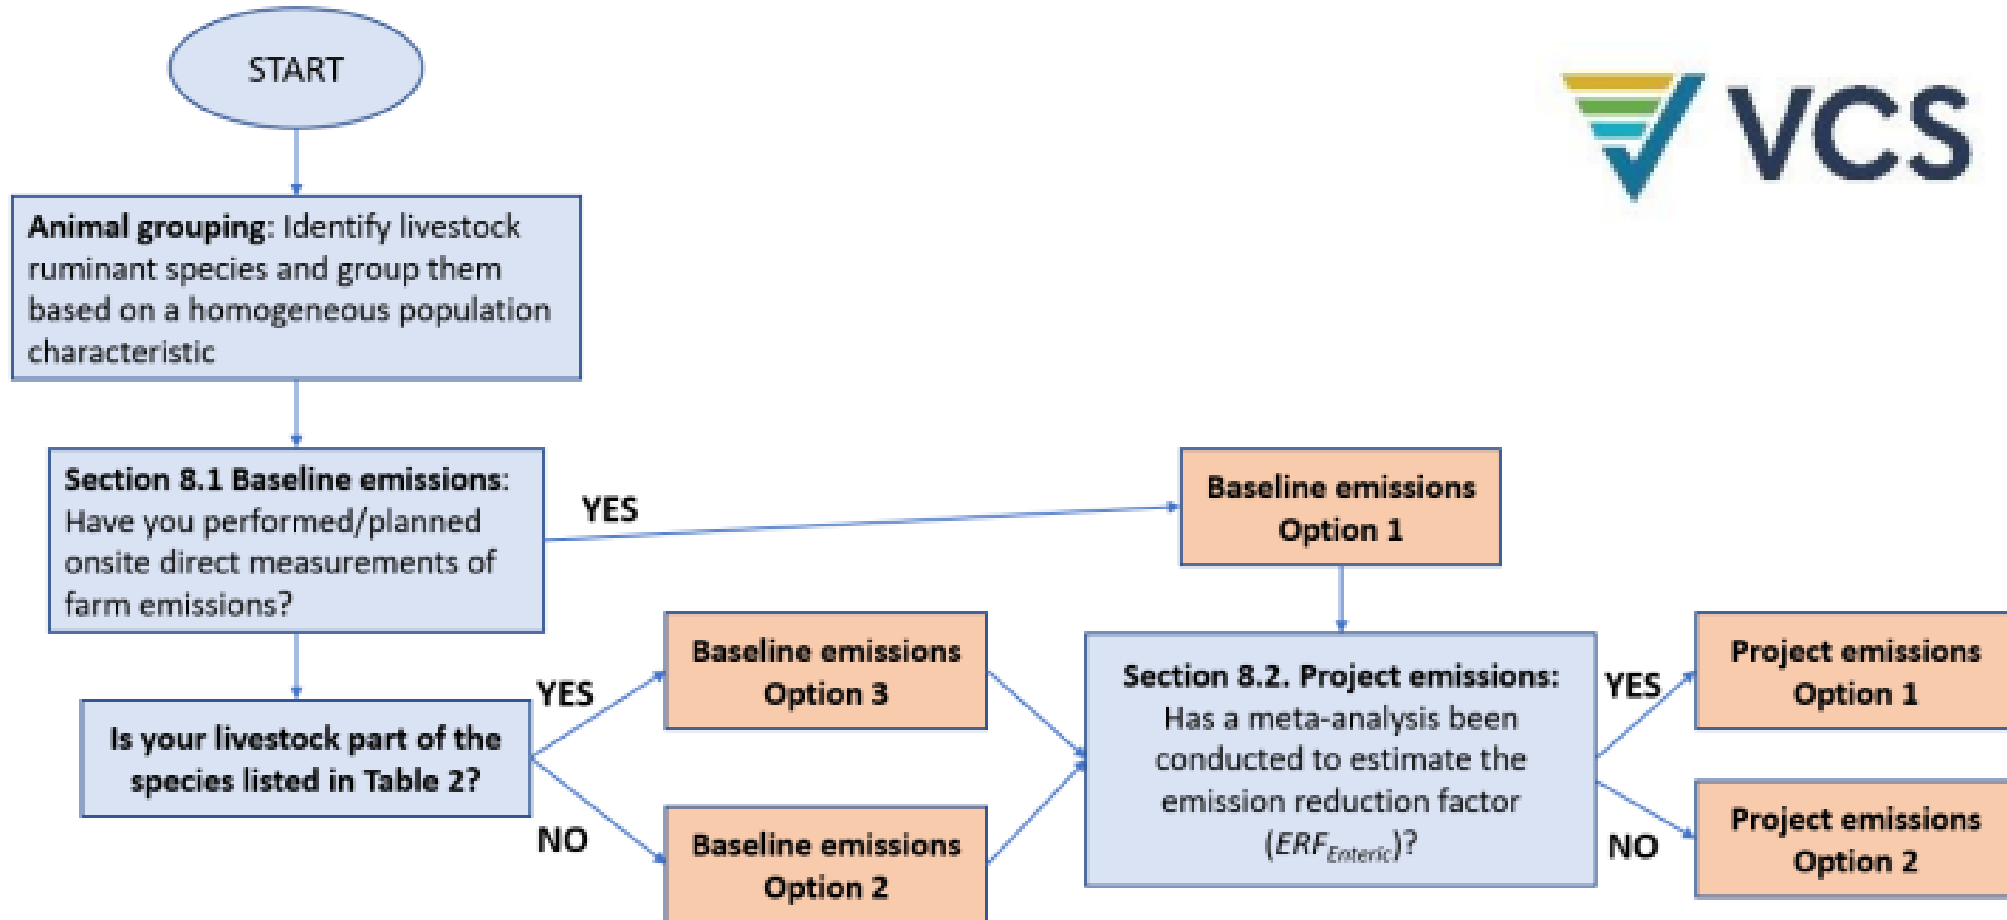 START
VCS
Animal grouping: Identify livestock
ruminant species and group them
based on a homogeneous population
characteristic
Section 8.1 Baseline emissions:
Have you performed/planned
onsite direct measurements of
farm emissions?
YES
Baseline emissions
Option 1
Is your livestock part of the
species listed in Table 2?
YES
NO
Baseline emissions
Option 3
Baseline emissions
Option 2
Section 8.2. Project emissions:
Has a meta-analysis been
conducted to estimate the
emission reduction factor
(ERFEnteric)?
YES
NO
Project emissions
Option 1
Project emissions
Option 2